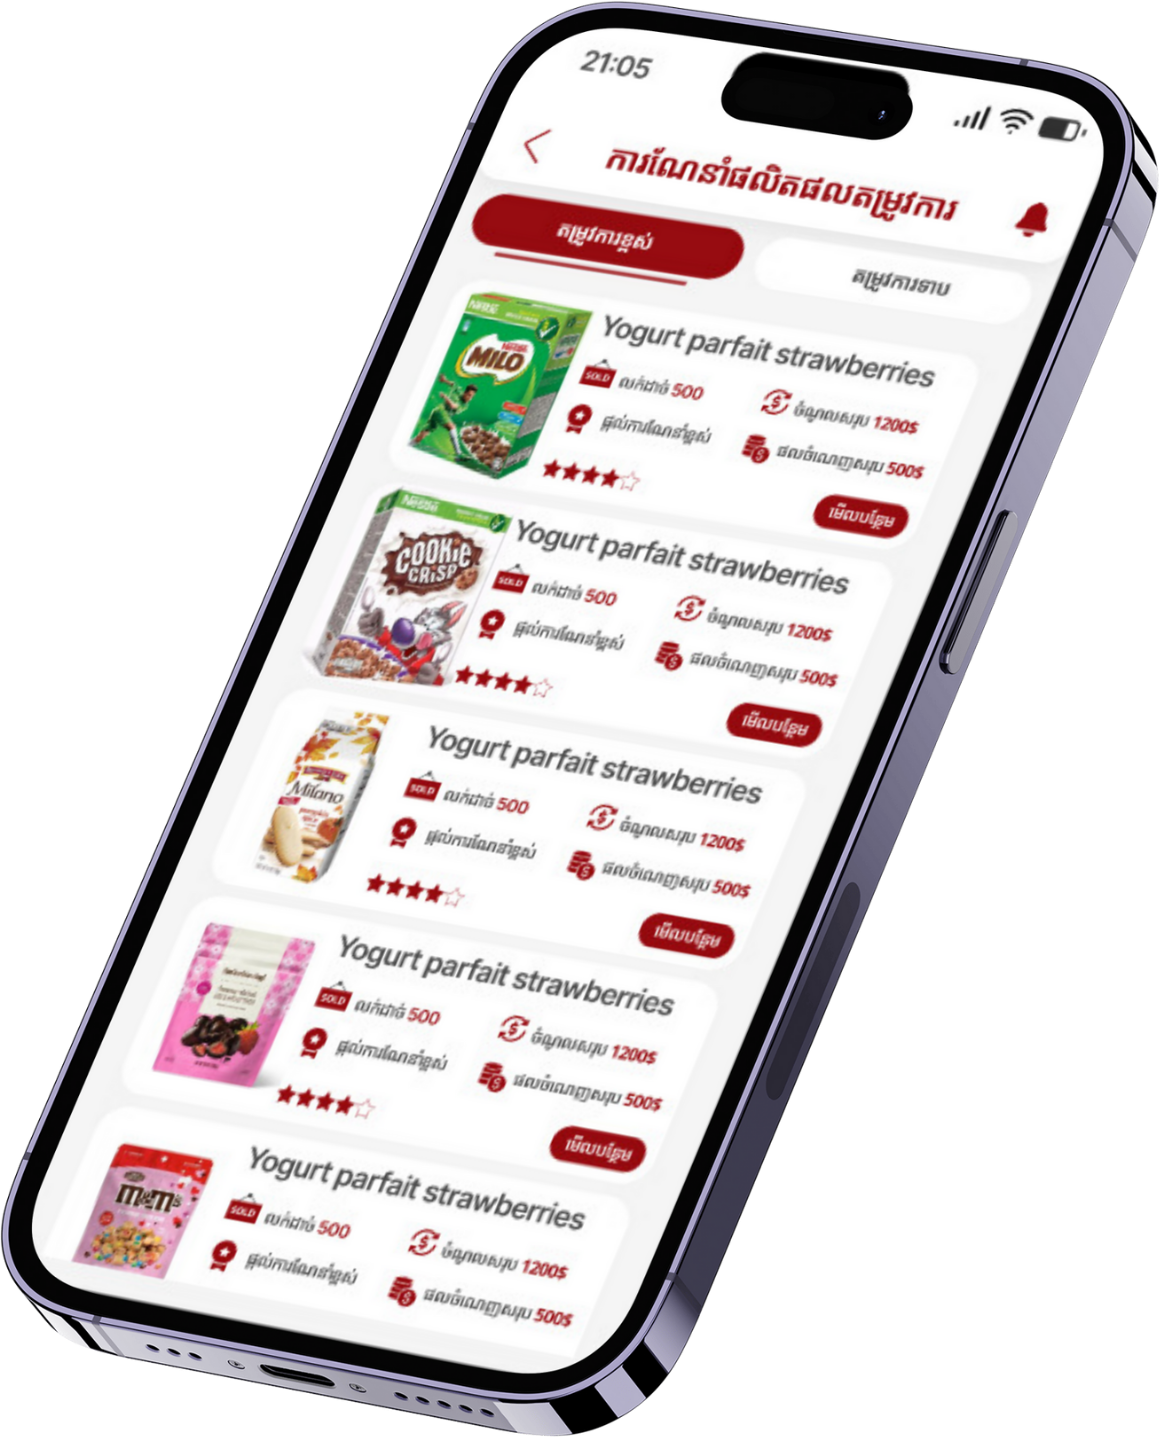 21:05
ការណែនាំផលិតផលតម្រូវការ
តម្រូវការខ្ពស់
តម្រូវការទាប
Nestlé
Nestlé
MILO
Yogurt parfait strawberries
SOLD លក់ដាច់ 500
ចំណូលសរុប 1200$
ផ្តល់ការណែនាំខ្ពស់
ផលចំណេញសរុប 500$
មើលបន្ថែម
Nestlé
COOKIE
CRISP
Yogurt parfait strawberries
SOLD លក់ដាច់ 500
ចំណូលសរុប 1200$
ផ្តល់ការណែនាំខ្ពស់
ផលចំណេញសរុប 500$
មើលបន្ថែម
Milano
Yogurt parfait strawberries
SOLD លក់ដាច់ 500
ចំណូលសរុប 1200$
ផ្តល់ការណែនាំខ្ពស់
ផលចំណេញសរុប 500$
មើលបន្ថែម
Yogurt parfait strawberries
SOLD លក់ដាច់ 500
ចំណូលសរុប 1200$
ផ្តល់ការណែនាំខ្ពស់
ផលចំណេញសរុប 500$
មើលបន្ថែម
m&m's
Yogurt parfait strawberries
SOLD លក់ដាច់ 500
ចំណូលសរុប 1200$
ផ្តល់ការណែនាំខ្ពស់
ផលចំណេញសរុប 500$